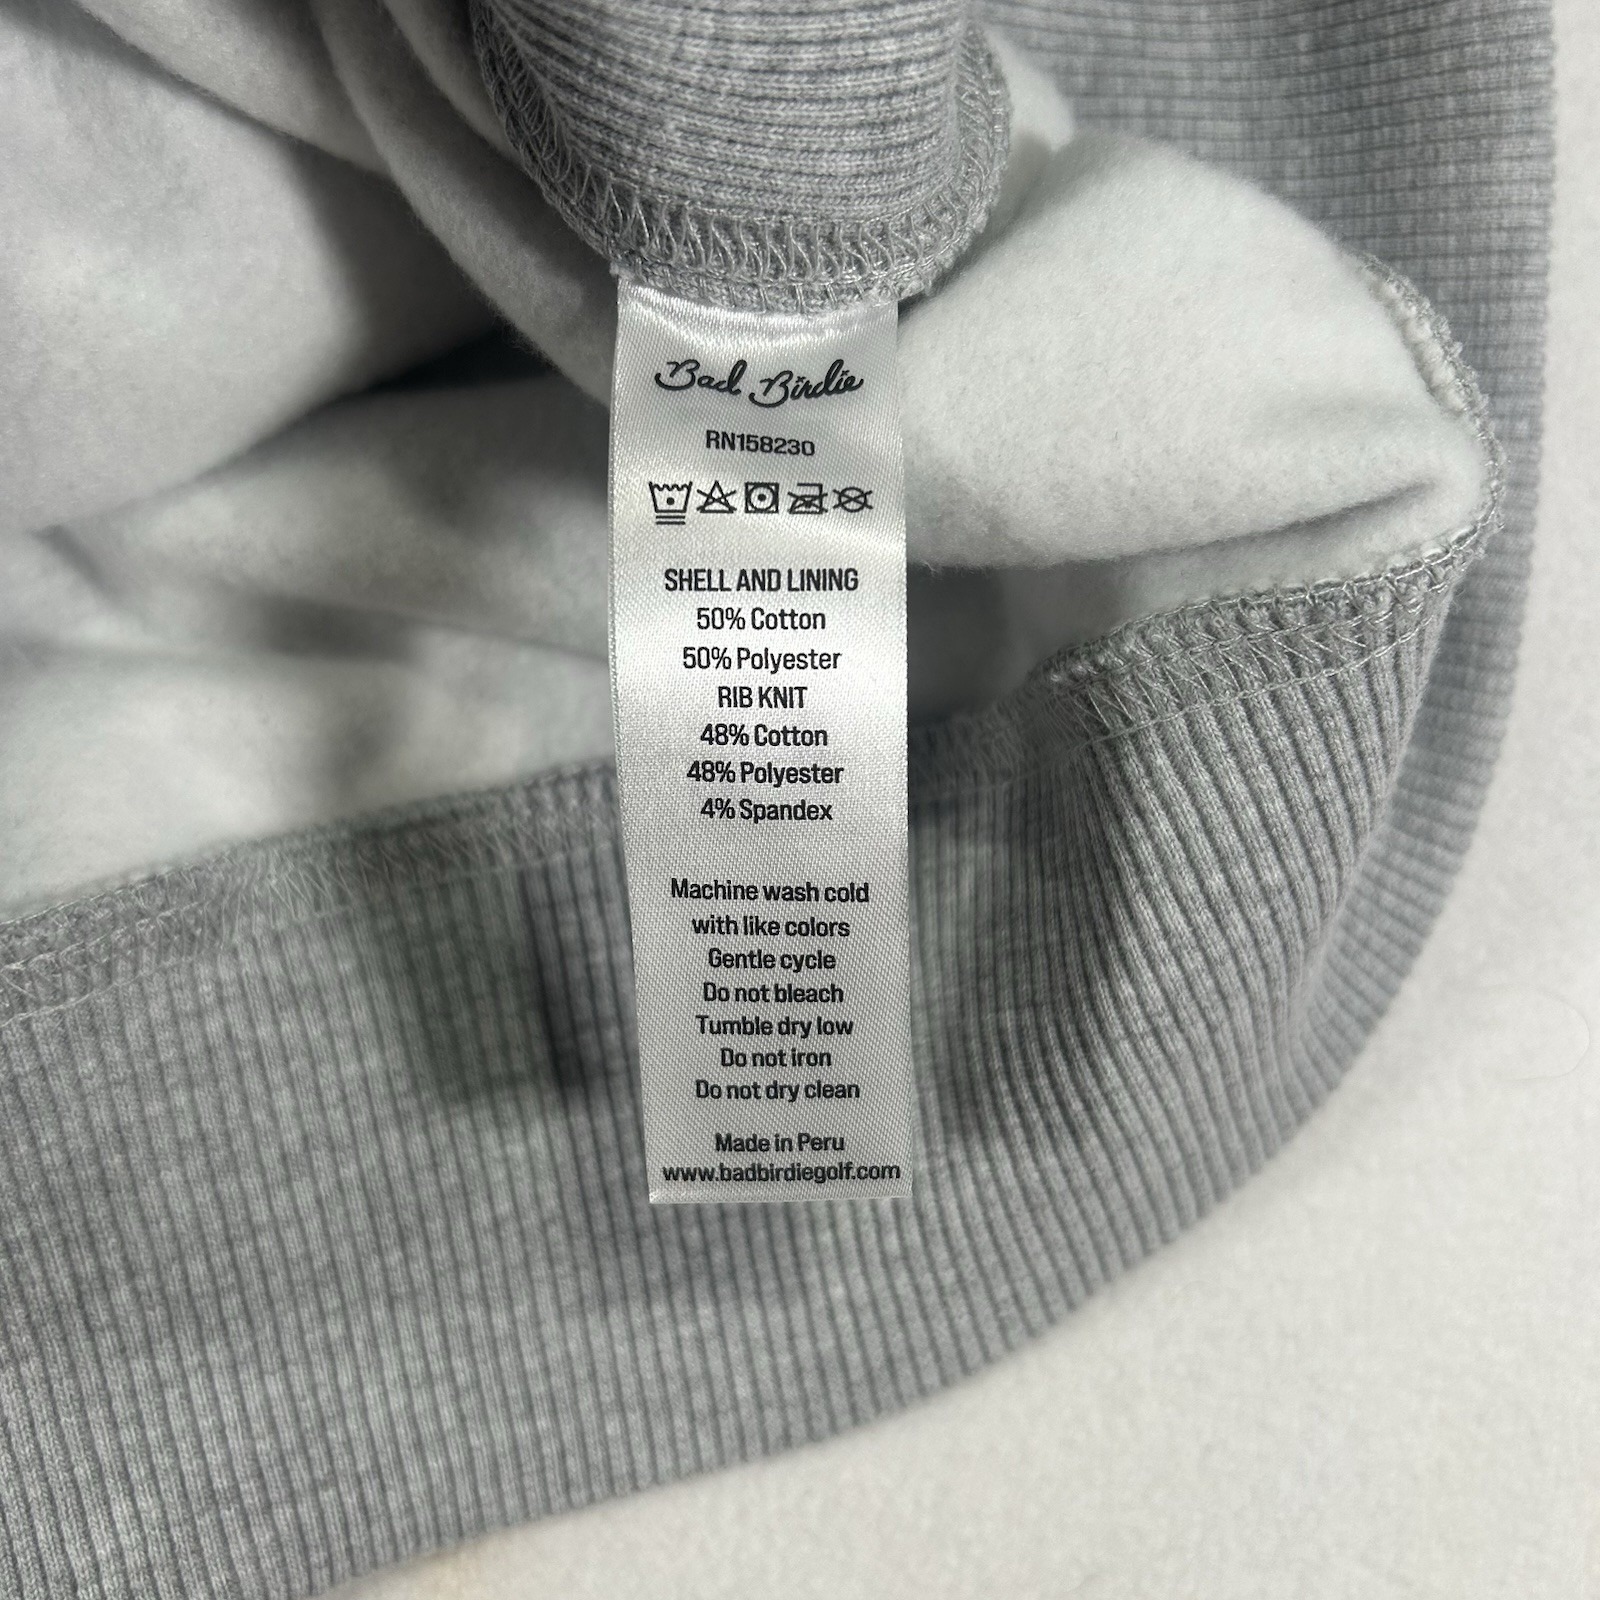 Bad Birdie
RN158230
SHELL AND LINING
50% Cotton
50% Polyester
RIB KNIT
48% Cotton
48% Polyester
4% Spandex
Machine wash cold
with like colors
Gentle cycle
Do not bleach
Tumble dry low
Do not iron
Do not dry clean
Made in Peru
www.badbirdiegolf.com